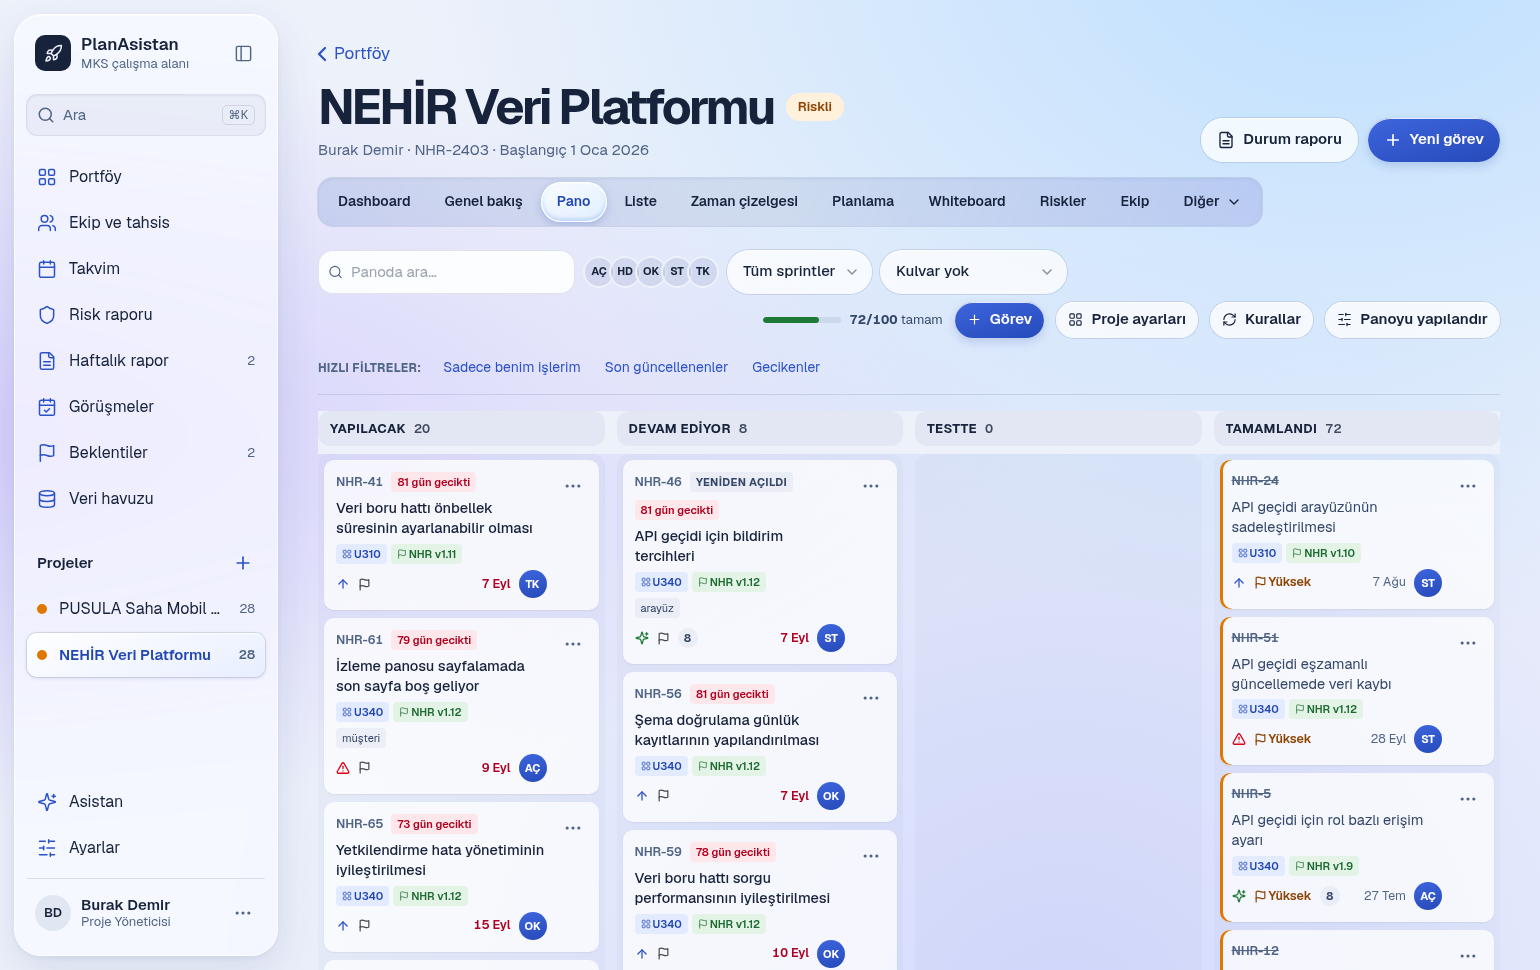 PlanAsistan
MKS çalışma alanı
Ara ⌘K
Portföy
Ekip ve tahsis
Takvim
Risk raporu
Haftalık rapor 2
Görüşmeler
Beklentiler 2
Veri havuzu
Projeler
PUSULA Saha Mobil ... 28
NEHİR Veri Platformu 28
Asistan
Ayarlar
BD Burak Demir
Proje Yöneticisi
Portföy
NEHİR Veri Platformu Riskli
Burak Demir · NHR-2403 · Başlangıç 1 Oca 2026
Durum raporu
Yeni görev
Dashboard Genel bakış Pano Liste Zaman çizelgesi Planlama Whiteboard Riskler Ekip Diğer
Panoda ara... AÇ HD OK ST TK Tüm sprintler Kulvar yok
72/100 tamam Görev Proje ayarları Kurallar Panoyu yapılandır
HIZLI FİLTRELER: Sadece benim işlerim Son güncellenenler Gecikenler
YAPILACAK 20
NHR-41 81 gün gecikti
Veri boru hattı önbellek
süresinin ayarlanabilir olması
U310 NHR v1.11
7 Eyl TK
NHR-61 79 gün gecikti
İzleme panosu sayfalamada
son sayfa boş geliyor
U340 NHR v1.12
müşteri
9 Eyl AÇ
NHR-65 73 gün gecikti
Yetkilendirme hata yönetiminin
iyileştirilmesi
U340 NHR v1.12
15 Eyl OK
DEVAM EDİYOR 8
NHR-46 YENİDEN AÇILDI
81 gün gecikti
API geçidi için bildirim
tercihleri
U340 NHR v1.12
arayüz
8 7 Eyl ST
NHR-56 81 gün gecikti
Şema doğrulama günlük
kayıtlarının yapılandırılması
U340 NHR v1.12
7 Eyl OK
NHR-59 78 gün gecikti
Veri boru hattı sorgu
performansının iyileştirilmesi
U340 NHR v1.12
10 Eyl OK
TESTTE 0
TAMAMLANDI 72
NHR-24
API geçidi arayüzünün
sadeleştirilmesi
U310 NHR v1.10
Yüksek 7 Ağu ST
NHR-51
API geçidi eşzamanlı
güncellemede veri kaybı
U340 NHR v1.12
Yüksek 28 Eyl ST
NHR-5
API geçidi için rol bazlı erişim
ayarı
U340 NHR v1.9
Yüksek 8 27 Tem AÇ
NHR-12